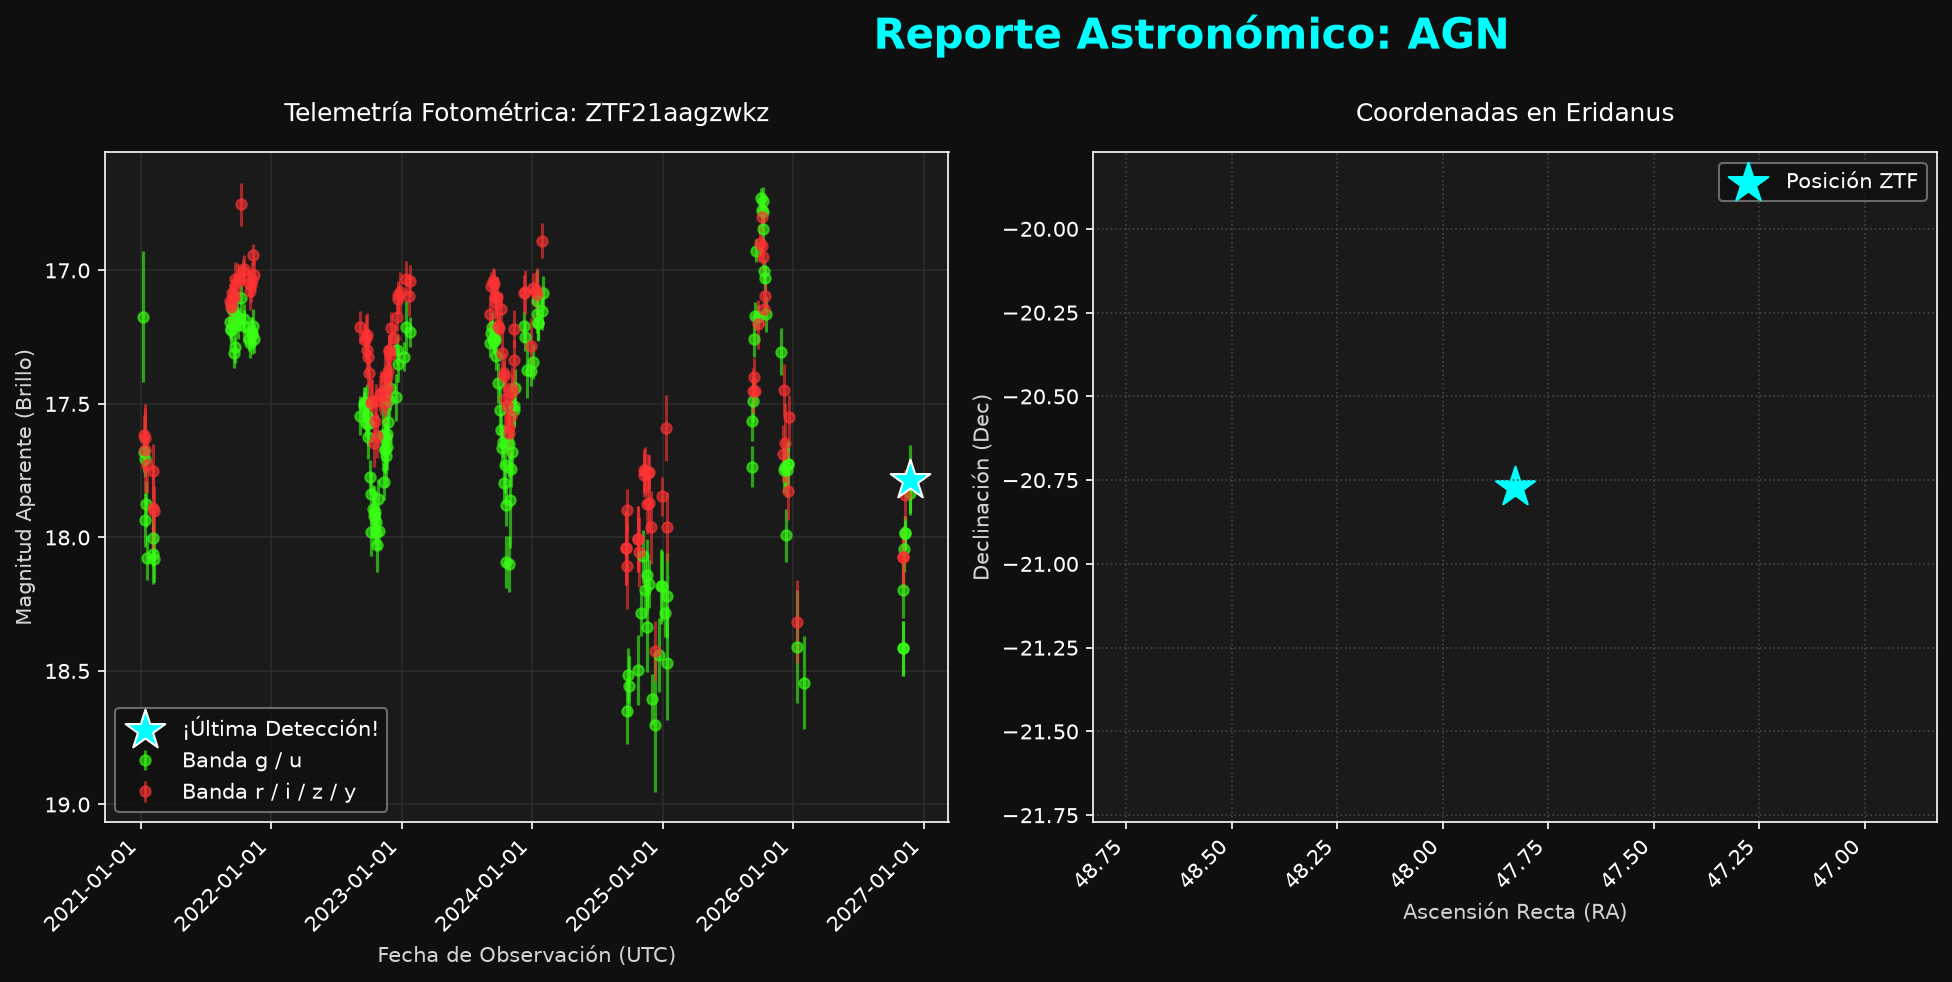 Reporte Astronómico: AGN
Telemetría Fotométrica: ZTF21aagzwkz
Magnitud Aparente (Brillo)
17.0
17.5
18.0
18.5
19.0
¡Última Detección!
Banda g / u
Banda r / i / z / y
2021-01-01
2022-01-01
2023-01-01
2024-01-01
2025-01-01
2026-01-01
2027-01-01
Fecha de Observación (UTC)
Coordenadas en Eridanus
Posición ZTF
Declinación (Dec)
−20.00
−20.25
−20.50
−20.75
−21.00
−21.25
−21.50
−21.75
48.75
48.50
48.25
48.00
47.75
47.50
47.25
47.00
Ascensión Recta (RA)